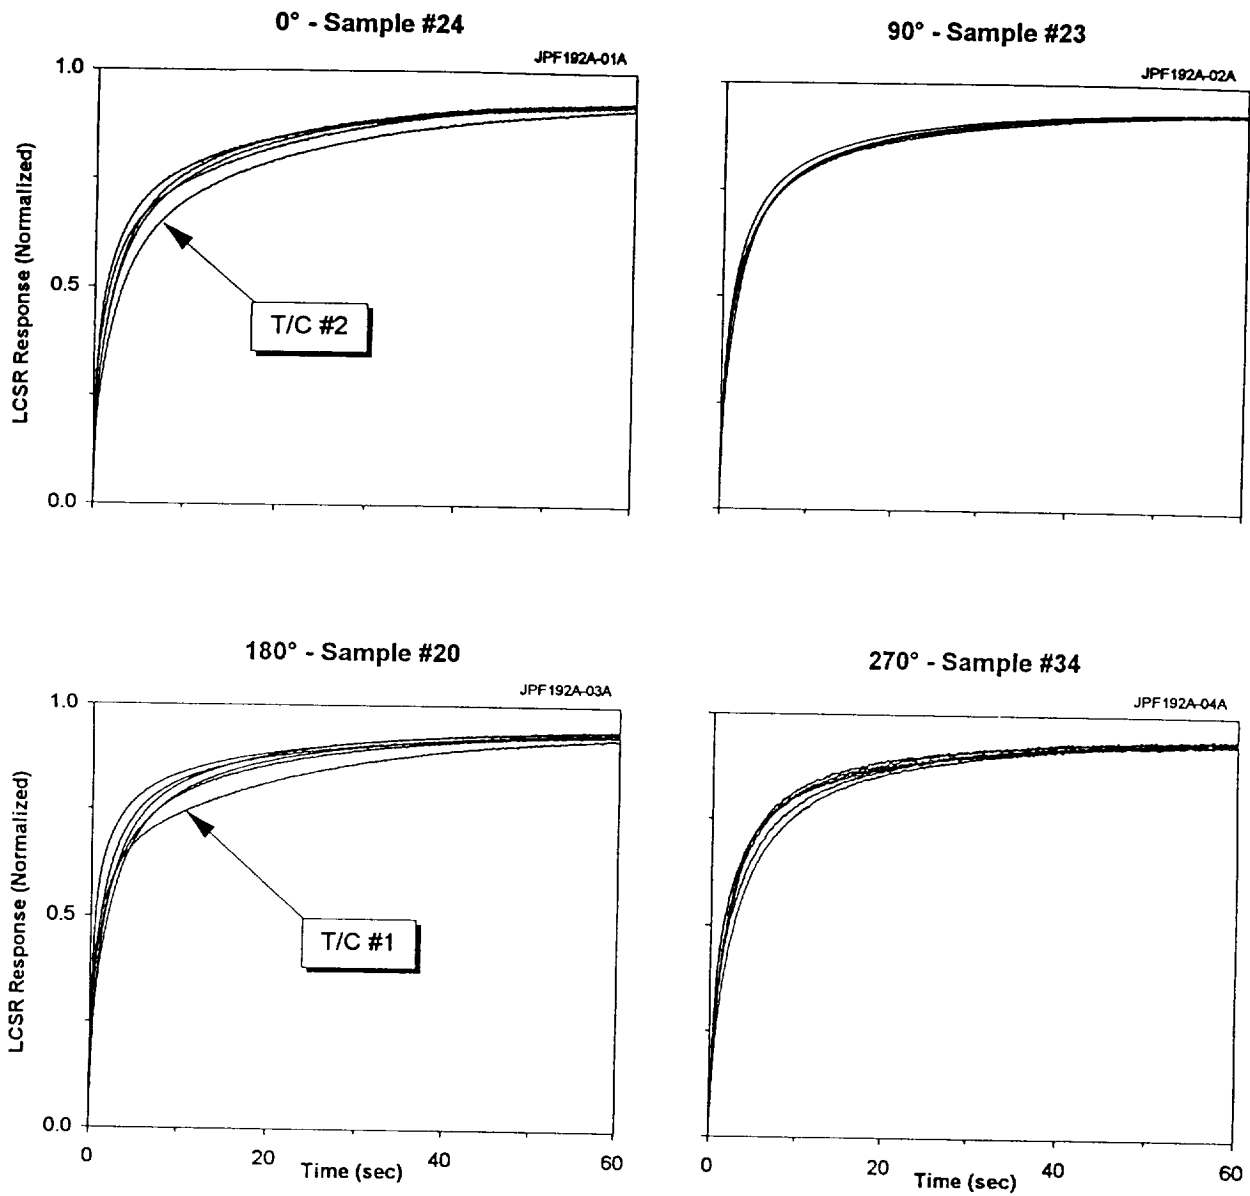 0° - Sample #24
JPF192A-01A
1.0
0.5
0.0
LCSR Response (Normalized)
T/C #2
90° - Sample #23
JPF192A-02A
180° - Sample #20
JPF192A-03A
1.0
0.5
0.0
LCSR Response (Normalized)
T/C #1
0
20
40
60
Time (sec)
270° - Sample #34
JPF192A-04A
0
20
40
60
Time (sec)